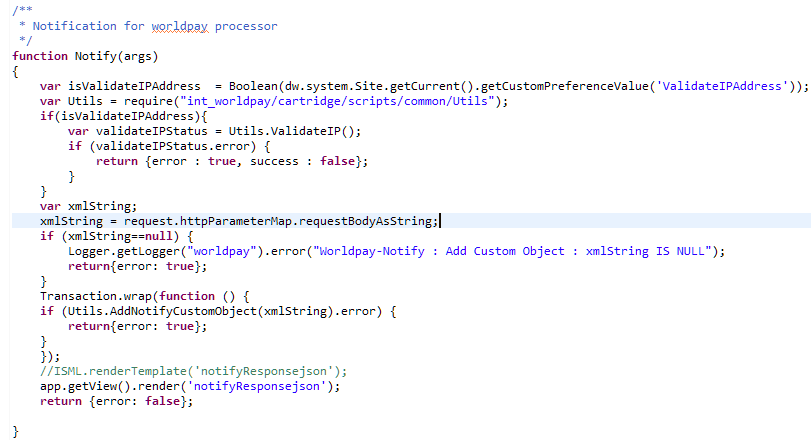 /**
 * Notification for worldpay processor
 */
function Notify(args)
{
    var isValidateIPAddress  = Boolean(dw.system.Site.getCurrent().getCustomPreferenceValue('ValidateIPAddress'));
    var Utils = require("int_worldpay/cartridge/scripts/common/Utils");
    if(isValidateIPAddress){
        var validateIPStatus = Utils.ValidateIP();
        if (validateIPStatus.error) {
            return {error : true, success : false};
        }
    }
    var xmlString;
    xmlString = request.httpParameterMap.requestBodyAsString;
    if (xmlString==null) {
        Logger.getLogger("worldpay").error("Worldpay-Notify : Add Custom Object : xmlString IS NULL");
        return{error: true};
    }
    Transaction.wrap(function () {
    if (Utils.AddNotifyCustomObject(xmlString).error) {
        return{error: true};
    }
    });
    //ISML.renderTemplate('notifyResponsejson');
    app.getView().render('notifyResponsejson');
    return {error: false};
}